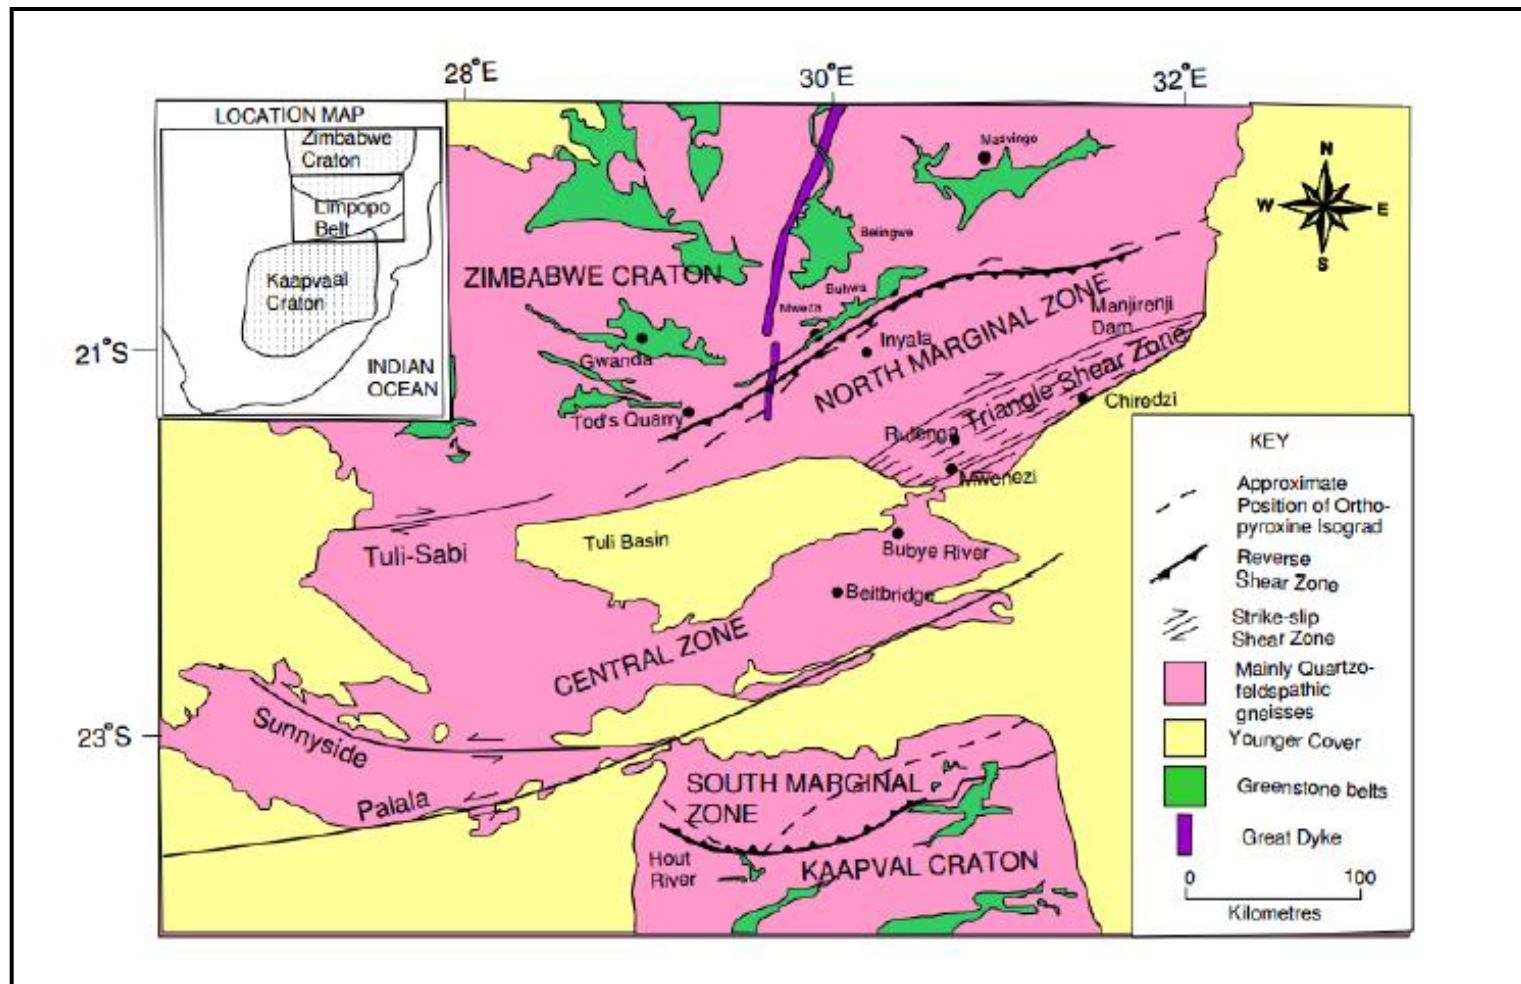 28°E
30°E
32°E
LOCATION MAP
Zimbabwe
Craton
Limpopo
Belt
Kaapvaal
Craton
INDIAN
OCEAN
Masvingo
N
W
E
S
Belingwe
ZIMBABWE CRATON
Buhwa
Mweza
Manjirenji
Dam
21°S
Inyala
Gwanda
NORTH MARGINAL ZONE
Triangle Shear Zone
Chiredzi
Tod's Quarry
Rutenga
Mwenezi
Tuli-Sabi
Tuli Basin
Bubye River
Beitbridge
CENTRAL ZONE
23°S
Sunnyside
Palala
SOUTH MARGINAL
ZONE
Hout
River
KAAPVAL CRATON
KEY
Approximate
Position of Ortho-
pyroxine Isograd
Reverse
Shear Zone
Strike-slip
Shear Zone
Mainly Quartzo-
feldspathic
gneisses
Younger Cover
Greenstone belts
Great Dyke
0
100
Kilometres